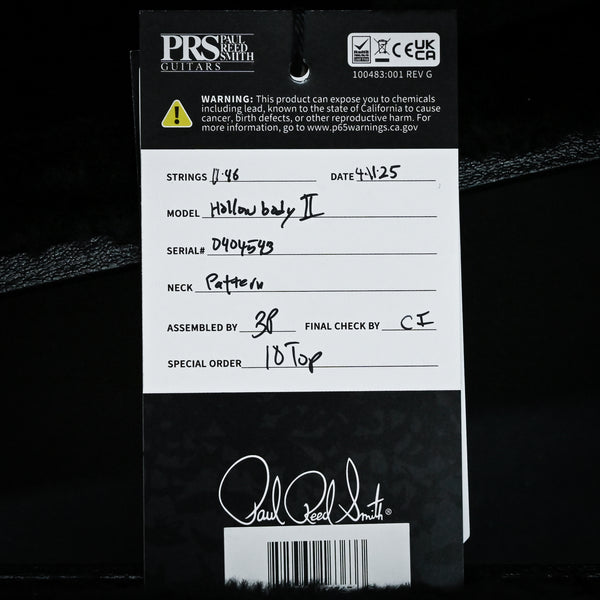 PRS PAUL REED SMITH
GUITARS
CE UK CA
100483:001 REV G
WARNING: This product can expose you to chemicals
including lead, known to the state of California to cause
cancer, birth defects, or other reproductive harm. For
more information, go to www.p65warnings.ca.gov
STRINGS 11-46 DATE 4-11-25
MODEL Hollowbody II
SERIAL# 0404543
NECK Pattern
ASSEMBLED BY FINAL CHECK BY CI
SPECIAL ORDER 10 Top
Paul Reed Smith®